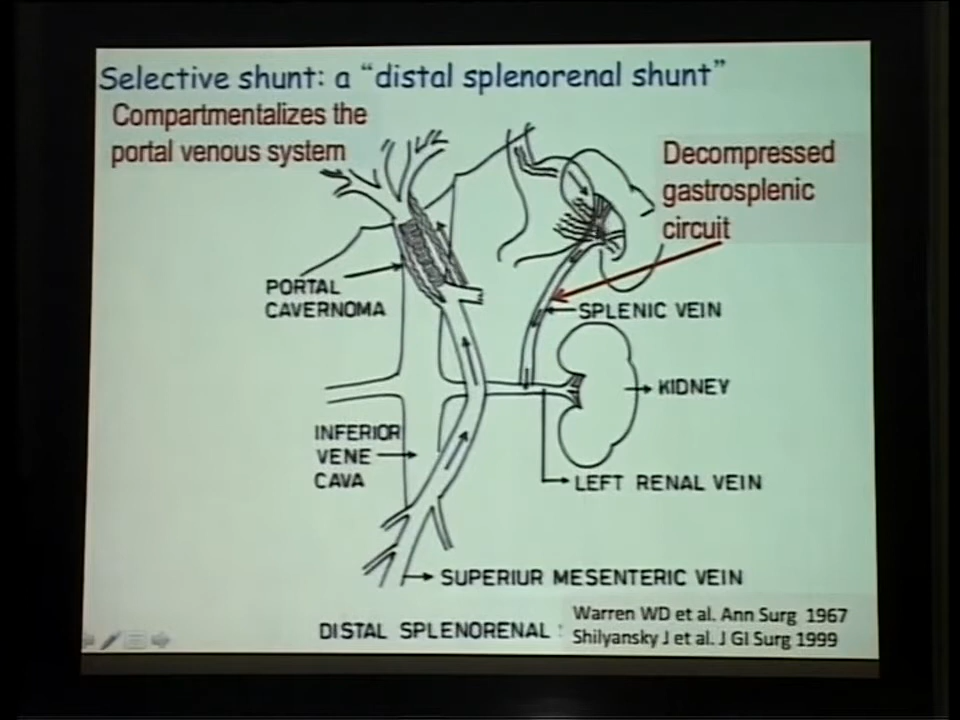 Selective shunt: a “distal splenorenal shunt”
Compartmentalizes the
portal venous system
Decompressed
gastrosplenic
circuit
PORTAL
CAVERNOMA
SPLENIC VEIN
KIDNEY
INFERIOR
VENE
CAVA
LEFT RENAL VEIN
SUPERIUR MESENTERIC VEIN
DISTAL SPLENORENAL :
Warren WD et al. Ann Surg 1967
Shilyansky J et al. J GI Surg 1999